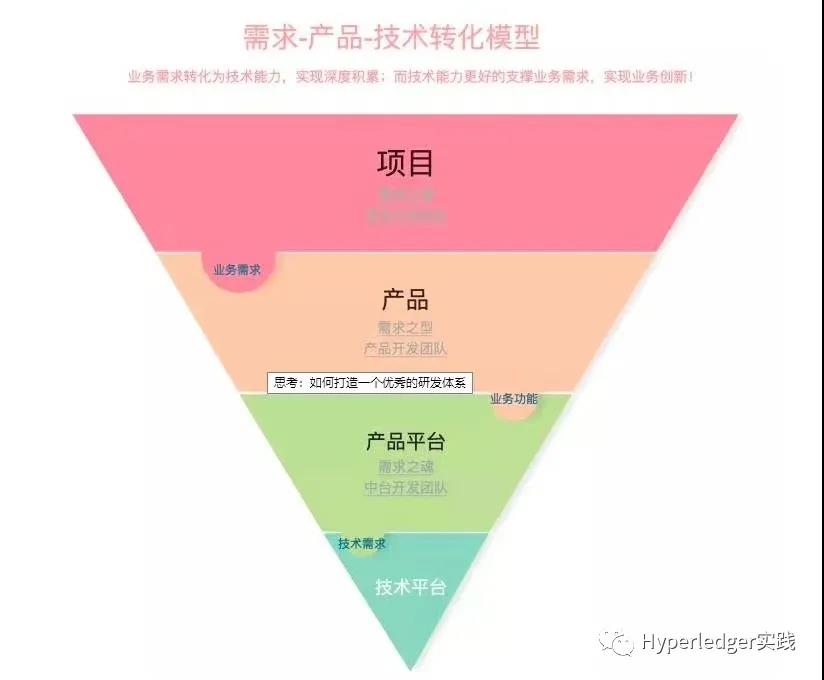 需求-产品-技术转化模型
业务需求转化为技术能力，实现深度积累；而技术能力更好的支撑业务需求，实现业务创新！
项目
业务需求
产品
需求之型
产品开发团队
思考：如何打造一个优秀的研发体系
业务功能
产品平台
需求之魂
中台开发团队
技术需求
技术平台
Hyperledger实践